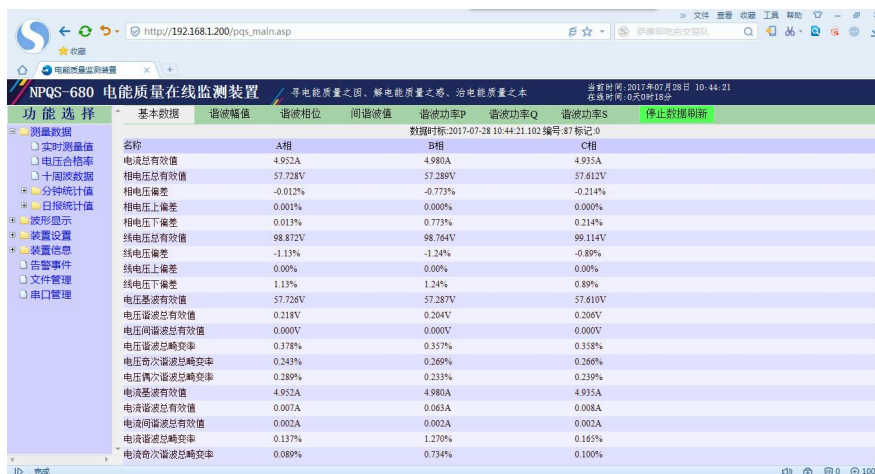 » 文件 查看 收藏 工具 帮助
http://192.168.1.200/pqs_main.asp
收藏
电能质量监测装置
NPQS-680 电能质量在线监测装置 寻电能质量之因、解电能质量之惑、治电能质量之本 当前时间:2017年07月28日 10:44:21
在线时间:0天0时18分
功能选择 基本数据 谐波幅值 谐波相位 间谐波值 谐波功率P 谐波功率Q 谐波功率S 停止数据刷新
测量数据
实时测量值
电压合格率
十周波数据
分钟统计值
日报统计值
波形显示
装置设置
装置信息
告警事件
文件管理
串口管理
数据时标:2017-07-28 10:44:21.102 编号:87 标记:0
名称 A相 B相 C相
电流总有效值 4.952A 4.980A 4.935A
相电压总有效值 57.728V 57.289V 57.612V
相电压偏差 -0.012% -0.773% -0.214%
相电压上偏差 0.001% 0.000% 0.000%
相电压下偏差 0.013% 0.773% 0.214%
线电压总有效值 98.872V 98.764V 99.114V
线电压偏差 -1.13% -1.24% -0.89%
线电压上偏差 0.00% 0.00% 0.00%
线电压下偏差 1.13% 1.24% 0.89%
电压基波有效值 57.726V 57.287V 57.610V
电压谐波总有效值 0.218V 0.204V 0.206V
电压间谐波总有效值 0.000V 0.000V 0.000V
电压谐波总畸变率 0.378% 0.357% 0.358%
电压奇次谐波总畸变率 0.243% 0.269% 0.266%
电压偶次谐波总畸变率 0.289% 0.233% 0.239%
电流基波有效值 4.952A 4.980A 4.935A
电流谐波总有效值 0.007A 0.063A 0.008A
电流间谐波总有效值 0.002A 0.002A 0.002A
电流谐波总畸变率 0.137% 1.270% 0.165%
电流奇次谐波总畸变率 0.089% 0.734% 0.100%
完成 0 100